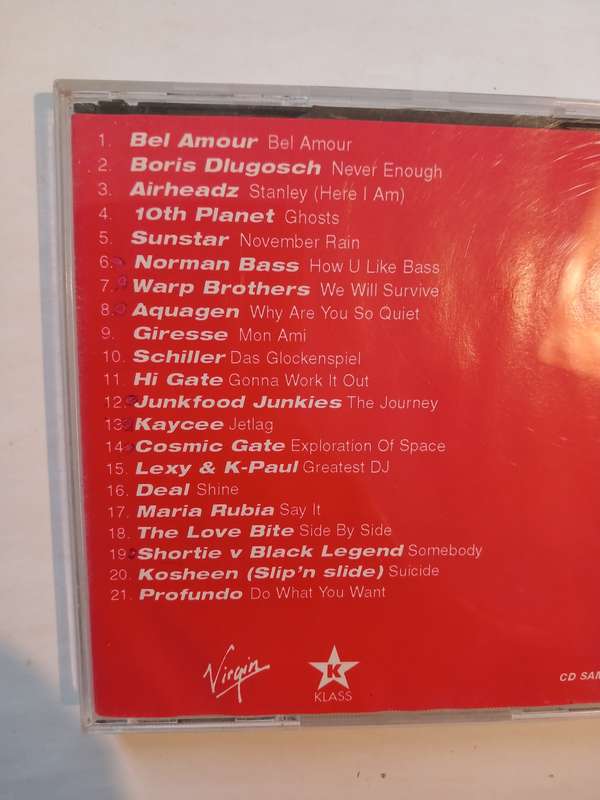 1. Bel Amour Bel Amour
2. Boris Dlugosch Never Enough
3. Airheadz Stanley (Here I Am)
4. 10th Planet Ghosts
5. Sunstar November Rain
6. Norman Bass How U Like Bass
7. Warp Brothers We Will Survive
8. Aquagen Why Are You So Quiet
9. Giresse Mon Ami
10. Schiller Das Glockenspiel
11. Hi Gate Gonna Work It Out
12. Junkfood Junkies The Journey
13. Kaycee Jetlag
14. Cosmic Gate Exploration Of Space
15. Lexy & K-Paul Greatest DJ
16. Deal Shine
17. Maria Rubia Say It
18. The Love Bite Side By Side
19. Shortie v Black Legend Somebody
20. Kosheen (Slip'n slide) Suicide
21. Profundo Do What You Want
Virgin
K
KLASS
CD SAM